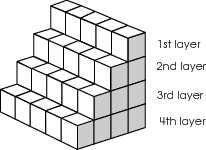 1st layer
2nd layer
3rd layer
4th layer